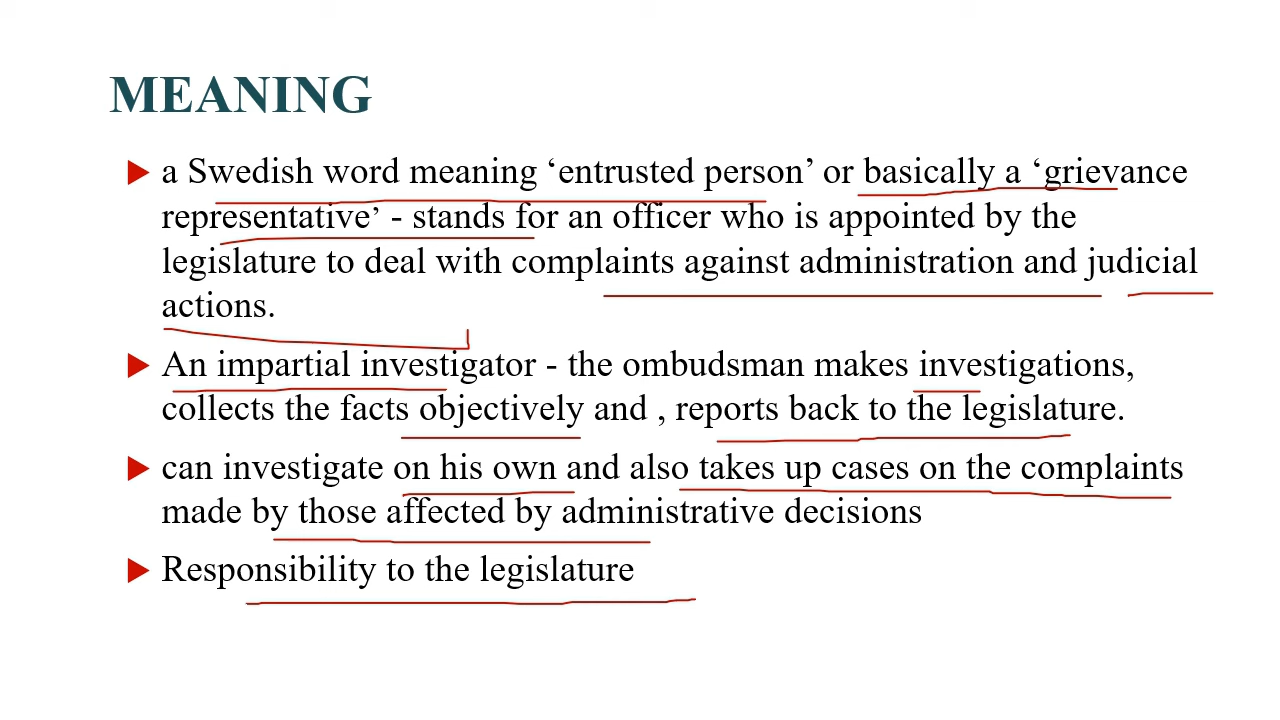 MEANING
a Swedish word meaning ‘entrusted person’ or basically a ‘grievance
representative’ - stands for an officer who is appointed by the
legislature to deal with complaints against administration and judicial
actions.
An impartial investigator - the ombudsman makes investigations,
collects the facts objectively and , reports back to the legislature.
can investigate on his own and also takes up cases on the complaints
made by those affected by administrative decisions
Responsibility to the legislature